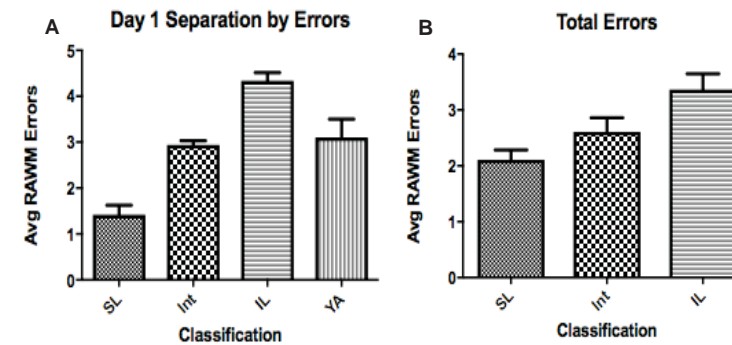 A
Day 1 Separation by Errors
Avg RAWM Errors
5
4
3
2
1
0
SL
Int
IL
YA
Classification
B
Total Errors
Avg RAWM Errors
4
3
2
1
0
SL
Int
IL
Classification